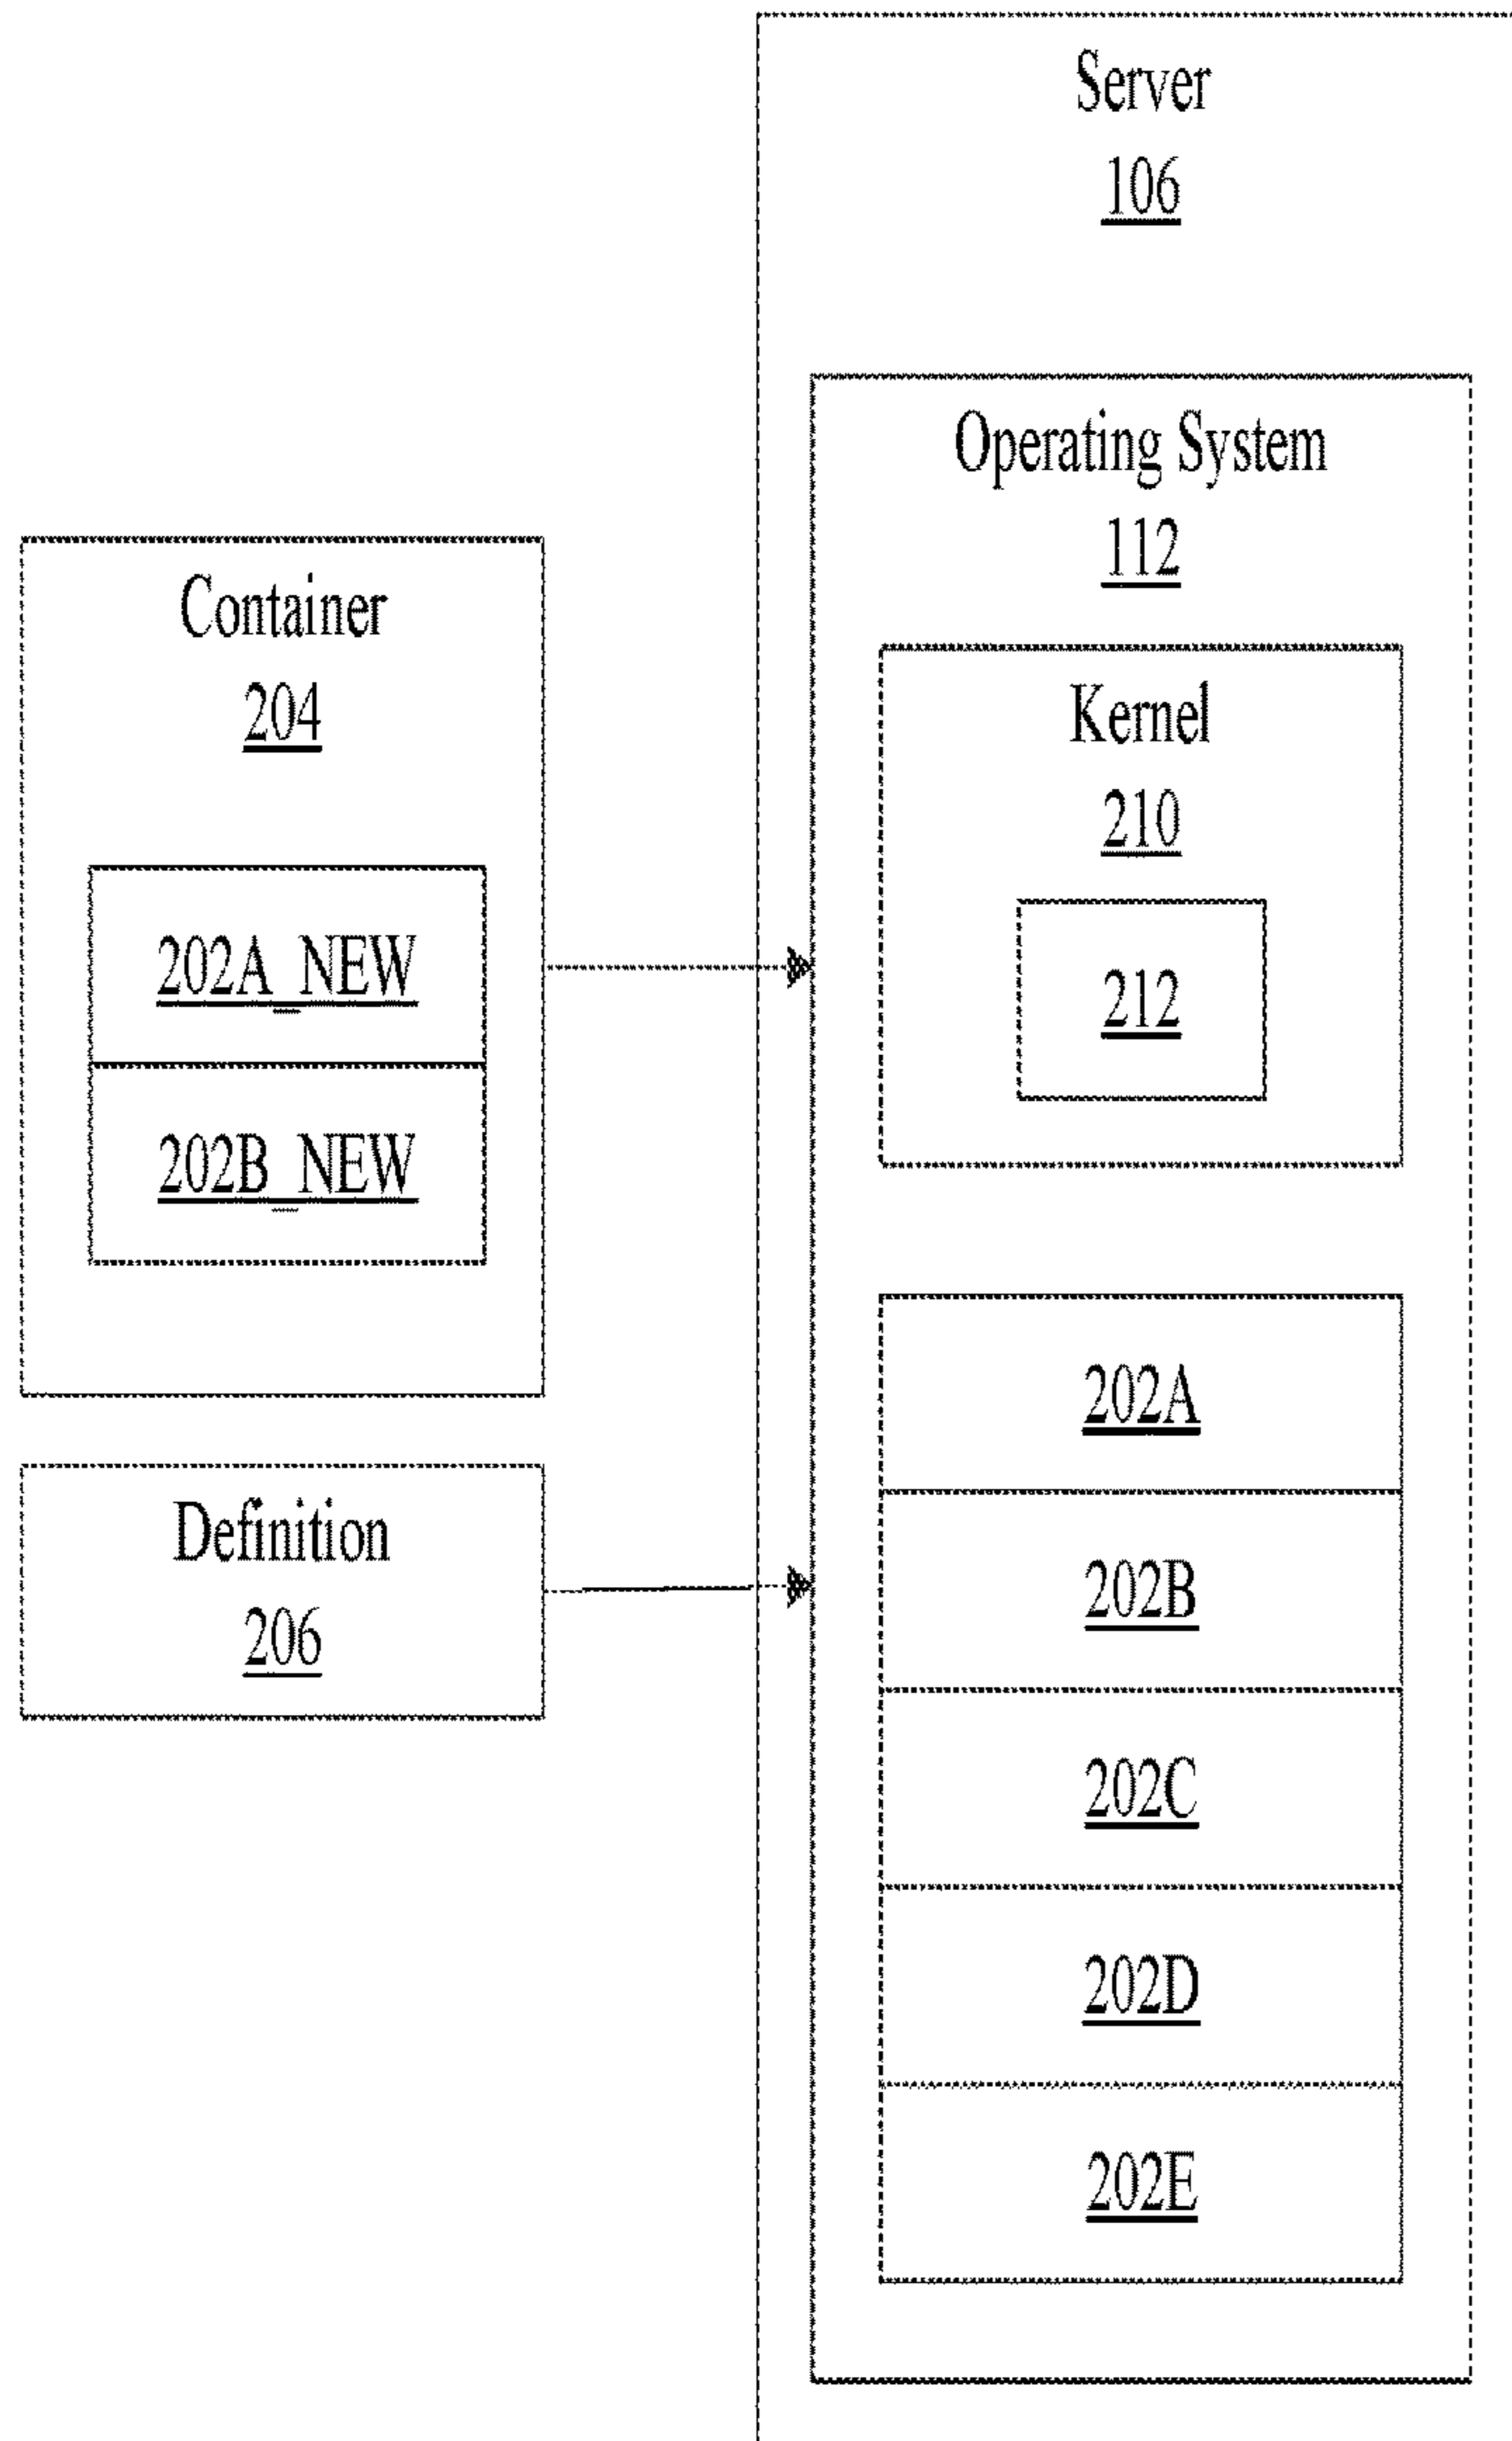 Server
106
Operating System
112
Container
204
Kernel
210
202A_NEW
212
202B_NEW
202A
Definition
206
202B
202C
202D
202E